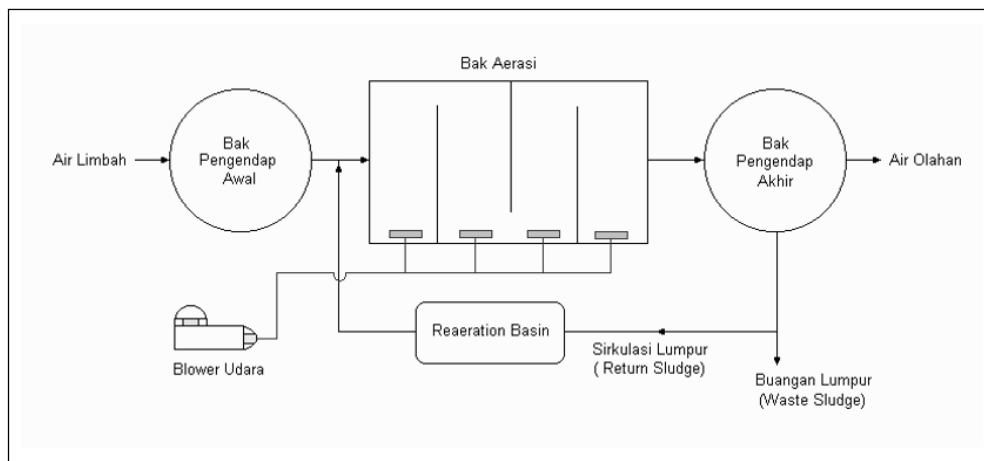 Bak Aerasi
Air Limbah
Bak
Pengendap
Awal
Bak
Pengendap
Akhir
Air Olahan
Reaeration Basin
Sirkulasi Lumpur
( Return Sludge)
Blower Udara
Buangan Lumpur
(Waste Sludge)